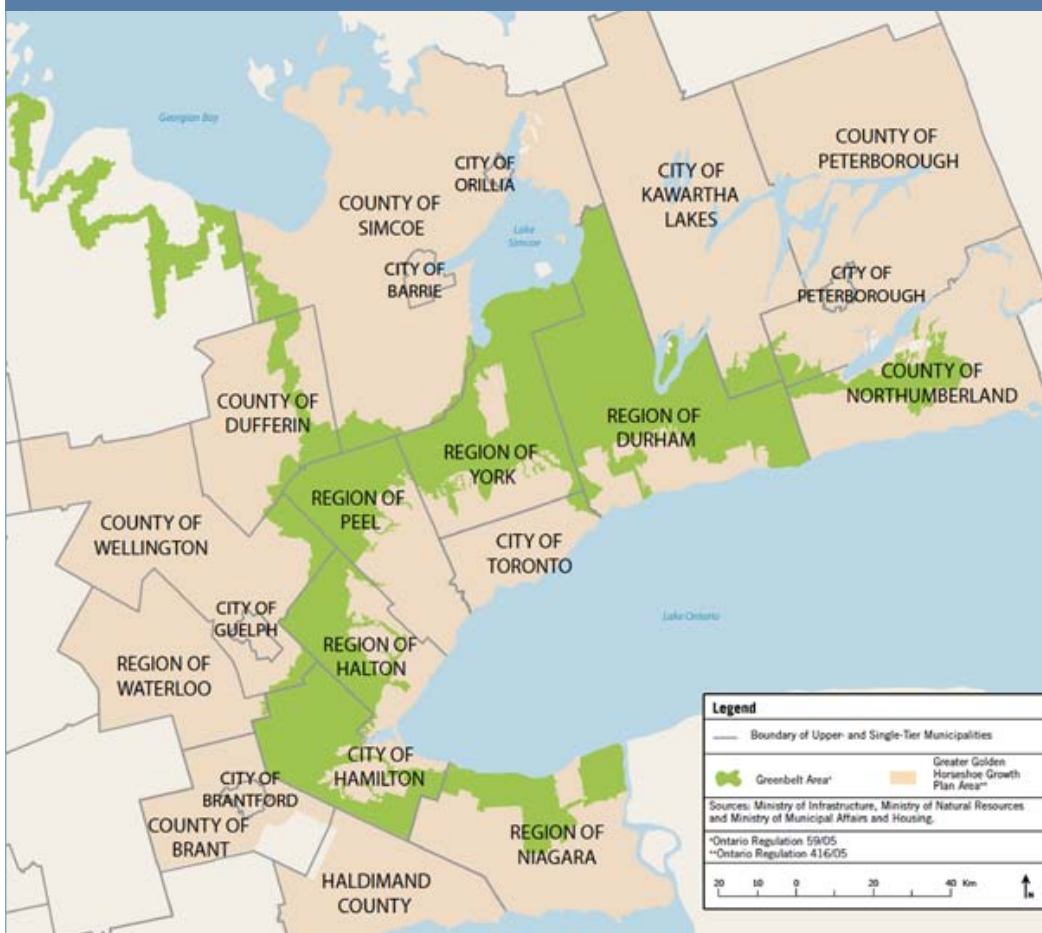 Georgian Bay
COUNTY OF
PETERBOROUGH
CITY OF
ORILLIA
CITY OF
KAWARTHA
LAKES
COUNTY OF
SIMCOE
Lake
Simcoe
CITY OF
BARRIE
CITY OF
PETERBOROUGH
COUNTY OF
NORTHUMBERLAND
COUNTY OF
DUFFERIN
REGION OF
DURHAM
REGION OF
YORK
REGION OF
PEEL
COUNTY OF
WELLINGTON
CITY OF
TORONTO
CITY OF
GUELPH
Lake Ontario
REGION OF
HALTON
REGION OF
WATERLOO
CITY OF
HAMILTON
CITY OF
BRANTFORD
COUNTY OF
BRANT
REGION OF
NIAGARA
HALDIMAND
COUNTY
Legend
Boundary of Upper- and Single-Tier Municipalities
Greenbelt Area*
Greater Golden
Horseshoe Growth
Plan Area**
Sources: Ministry of Infrastructure, Ministry of Natural Resources
and Ministry of Municipal Affairs and Housing.
*Ontario Regulation 59/05
**Ontario Regulation 416/05
20 10 0 20 40 Km
N